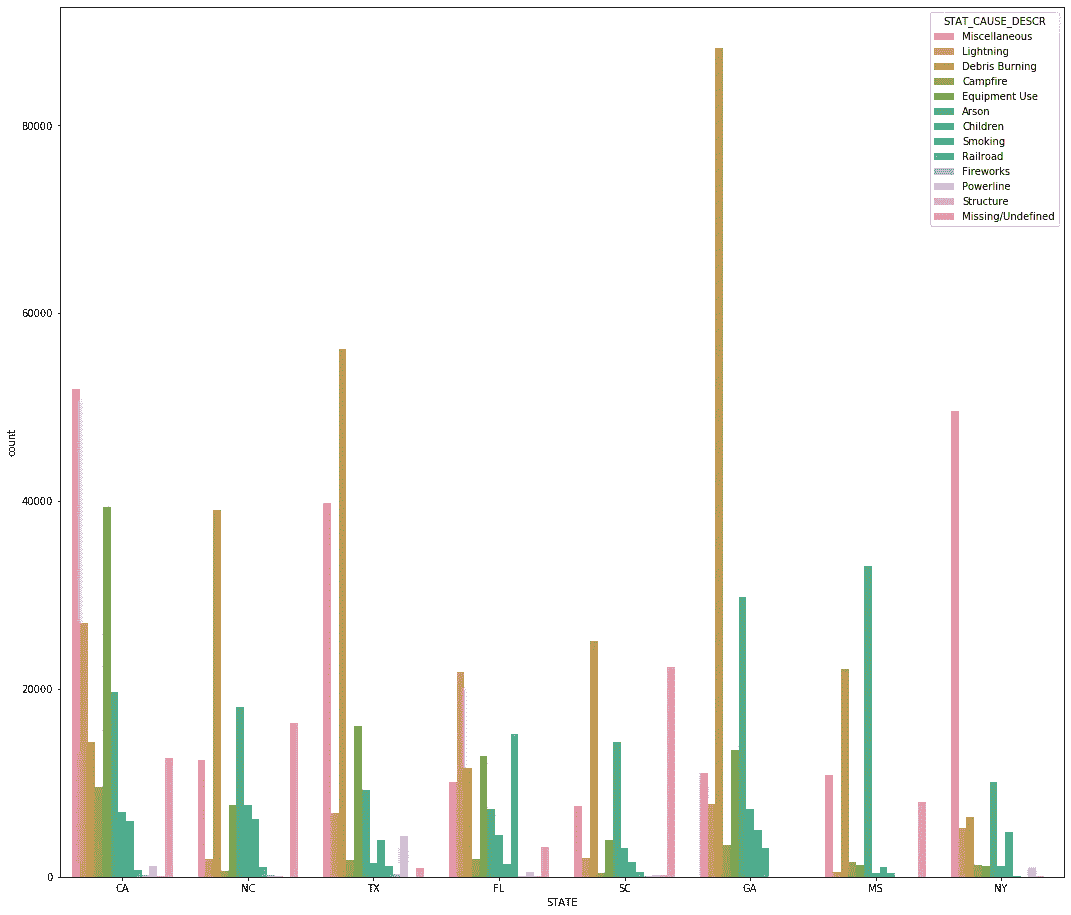 STAT_CAUSE_DESCR
Miscellaneous
Lightning
Debris Burning
Campfire
Equipment Use
Arson
Children
Smoking
Railroad
Fireworks
Powerline
Structure
Missing/Undefined
80000
60000
40000
20000
0
count
CA NC TX FL SC GA MS NY
STATE